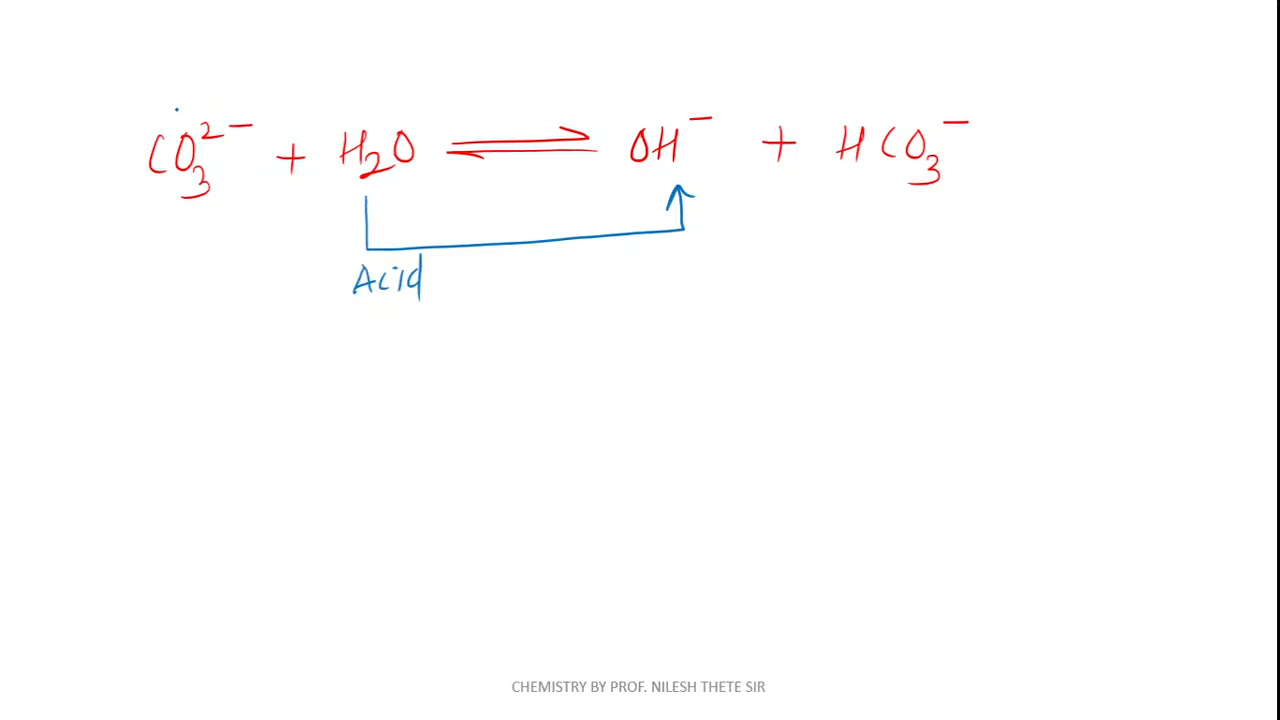 CO₃²⁻ + H₂O ⇌ OH⁻ + HCO₃⁻
Acid
CHEMISTRY BY PROF. NILESH THETE SIR